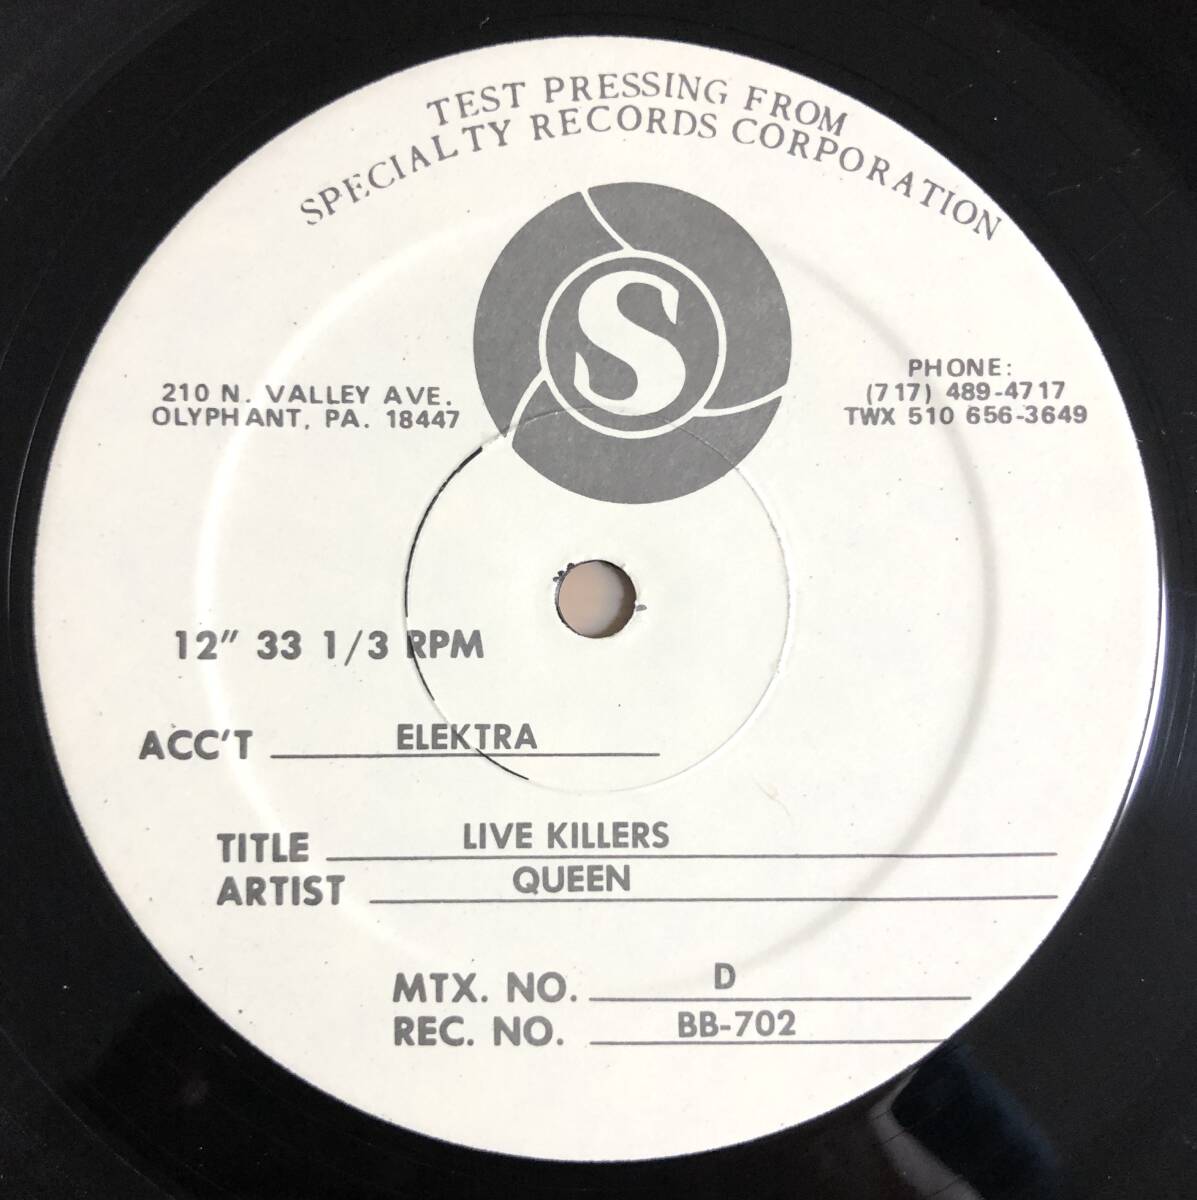 TEST PRESSING FROM
SPECIALTY RECORDS CORPORATION
S
210 N. VALLEY AVE.
OLYPHANT, PA. 18447
PHONE:
(717) 489-4717
TWX 510 656-3649
12" 33 1/3 RPM
ACC'T ELEKTRA
TITLE LIVE KILLERS
ARTIST QUEEN
MTX. NO. D
REC. NO. BB-702